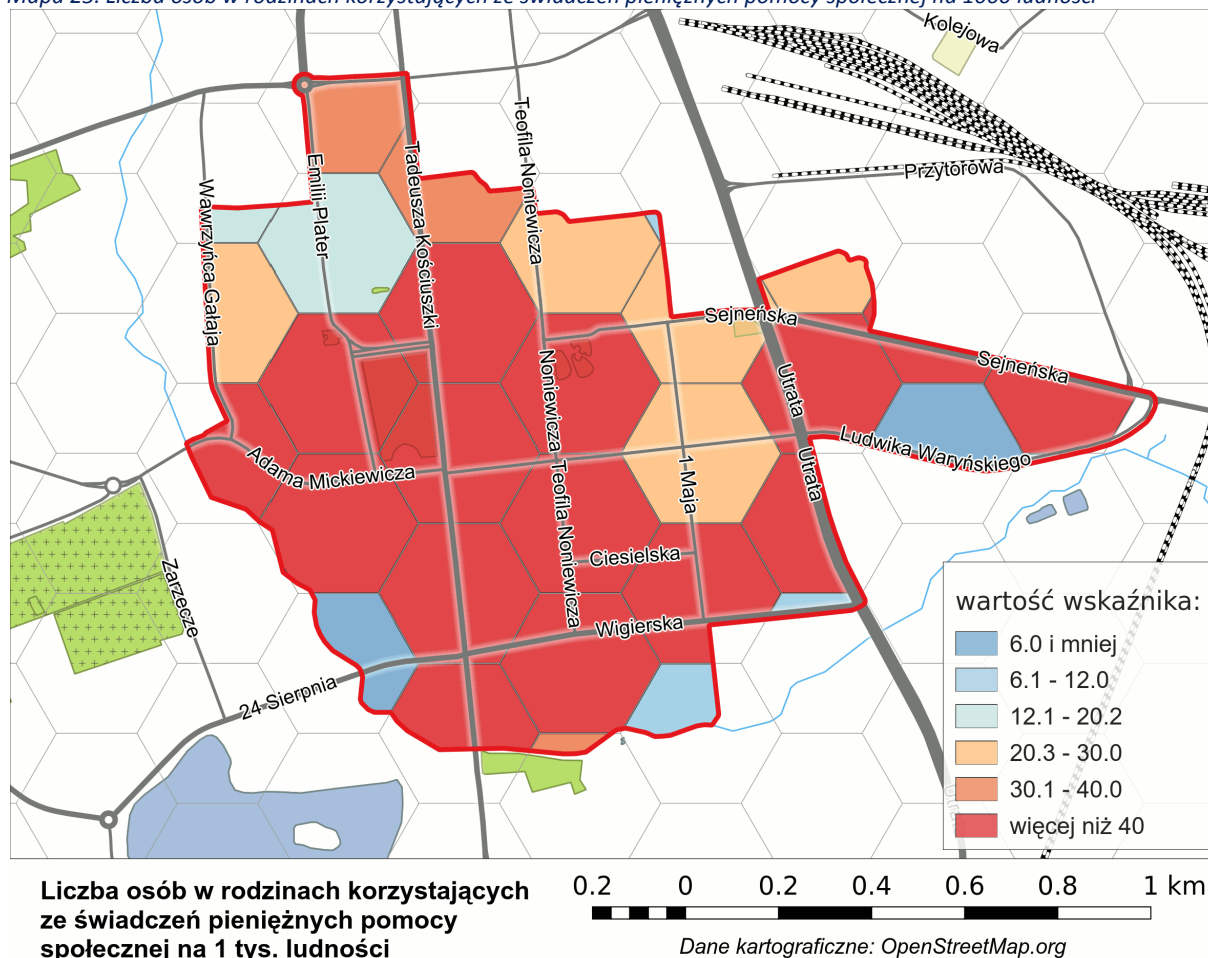 Mapa 23. Liczba osób w rodzinach korzystających ze świadczeń pieniężnych pomocy społecznej na 1000 ludności
Kolejowa
Teofila Noniewicza
Przytorowa
Emilii Plater
Tadeusza Kościuszki
Wawrzyńca Gałaja
Sejneńska
Sejneńska
Noniewicza
Utrata
Ludwika Waryńskiego
Adama Mickiewicza
Utrata
1 Maja
Teofila Noniewicza
Ciesielska
Zarzecze
Wigierska
24 Sierpnia
Utrata
wartość wskaźnika:
6.0 i mniej
6.1 - 12.0
12.1 - 20.2
20.3 - 30.0
30.1 - 40.0
więcej niż 40
Liczba osób w rodzinach korzystających
ze świadczeń pieniężnych pomocy
społecznej na 1 tys. ludności
0.2 0 0.2 0.4 0.6 0.8 1 km
Dane kartograficzne: OpenStreetMap.org